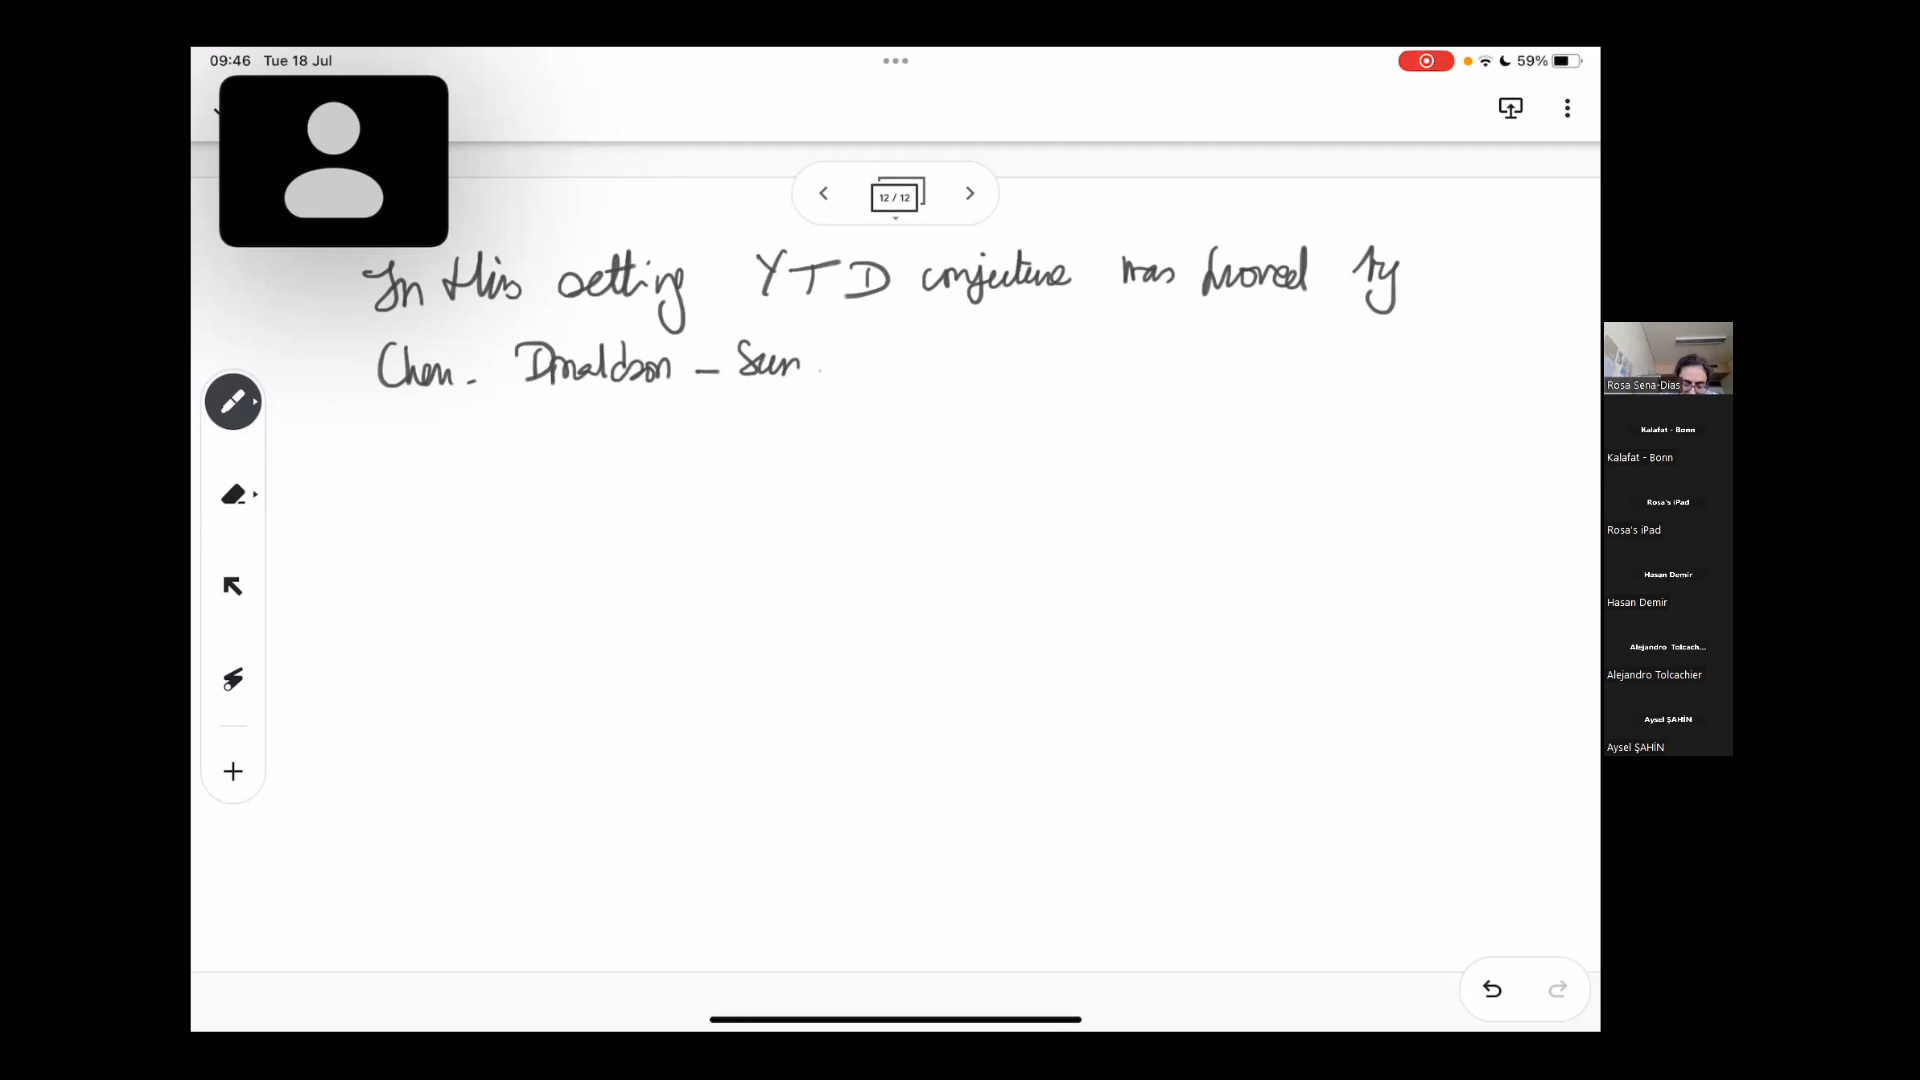 09:46 Tue 18 Jul
59%
12 / 12
In this setting YTD conjecture was proved by
Chen - Donaldson - Sun.
Rosa Sena-Dias
Kalafat - Bonn
Kalafat - Bonn
Rosa's iPad
Rosa's iPad
Hasan Demir
Hasan Demir
Alejandro Tolcach...
Alejandro Tolcachier
Aysel ŞAHİN
Aysel ŞAHİN